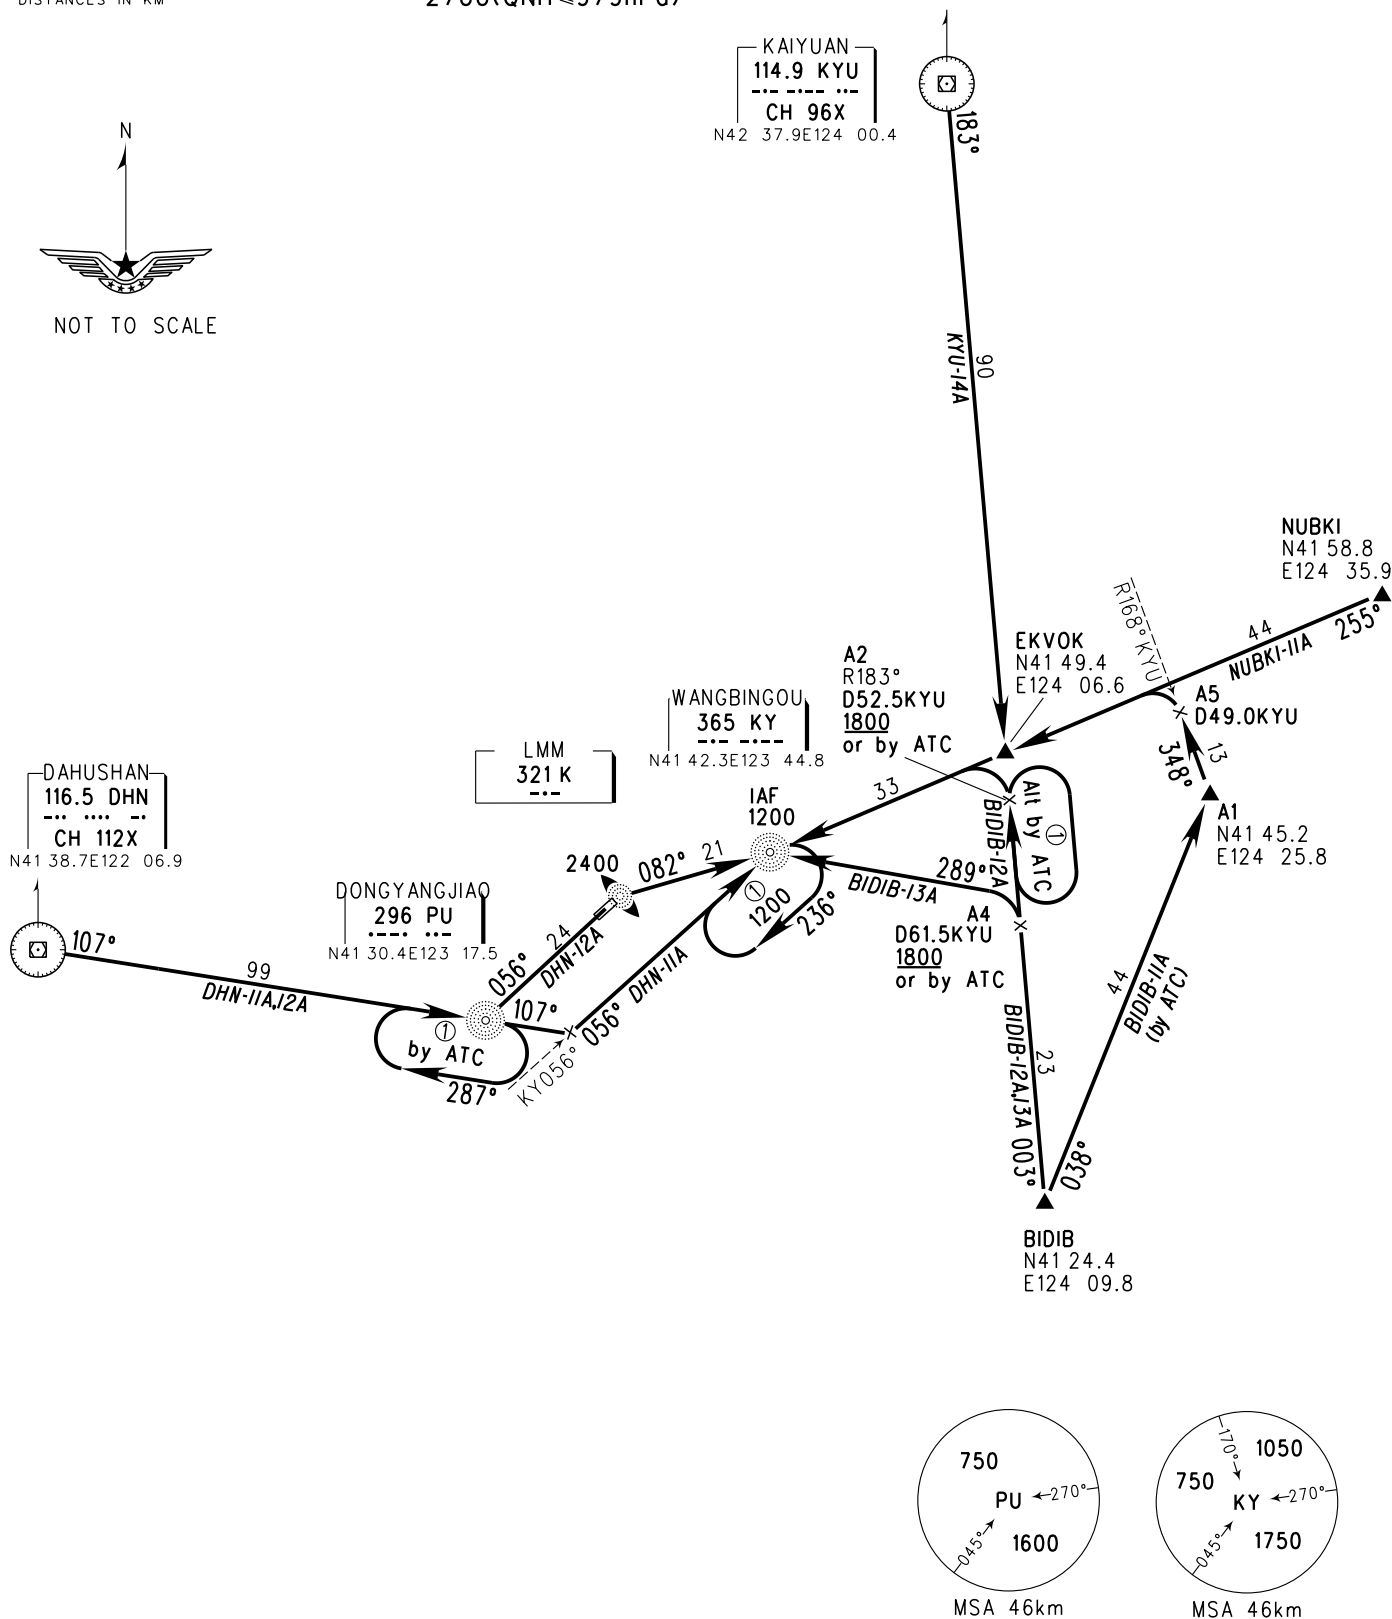 DISTANCES IN KM
2700(QNH≤979hPa)
KAIYUAN
114.9 KYU
CH 96X
N42 37.9E124 00.4
183°
N
NOT TO SCALE
KYU-14A
90
NUBKI
N41 58.8
E124 35.9
255°
44
NUBKI-11A
R168° KYU
A5
D49.0KYU
13
348°
A1
N41 45.2
E124 25.8
EKVOK
N41 49.4
E124 06.6
A2
R183°
D52.5KYU
1800
or by ATC
WANGBINGOU
365 KY
N41 42.3E123 44.8
LMM
321 K
IAF
1200
33
Alt by ATC
①
BIDIB-12A
289°
BIDIB-13A
A4
D61.5KYU
1800
or by ATC
DAHUSHAN
116.5 DHN
CH 112X
N41 38.7E122 06.9
107°
99
DHN-11A,12A
DONGYANGJIAO
296 PU
N41 30.4E123 17.5
2400
082°
21
①
1200
236°
056°
24
DHN-12A
107°
056°
DHN-11A
①
by ATC
287°
KY056°
44
BIDIB-11A
(by ATC)
23
BIDIB-12A,13A
003°
038°
BIDIB
N41 24.4
E124 09.8
750
PU
270°
045°
1600
MSA 46km
170°
1050
750
KY
270°
045°
1750
MSA 46km